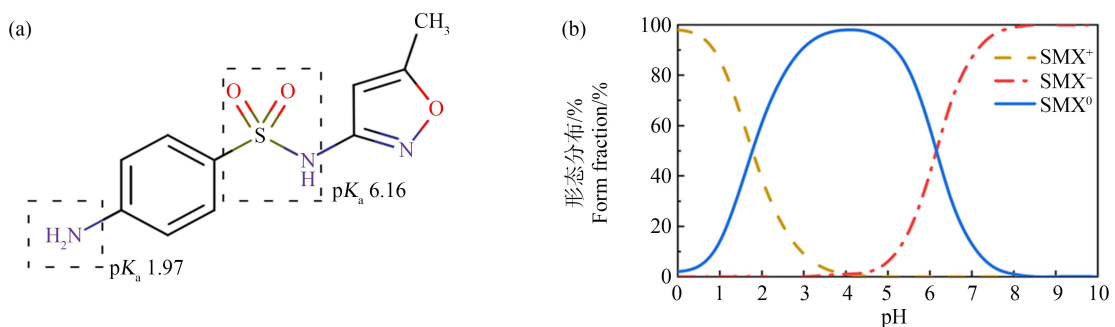 (a)
CH₃
O
O
S
O
N
N
H
pKₐ 6.16
H₂N
pKₐ 1.97
(b)
形态分布/%
Form fraction/%
100
80
60
40
20
0
0 1 2 3 4 5 6 7 8 9 10
pH
SMX⁺
SMX⁻
SMX⁰